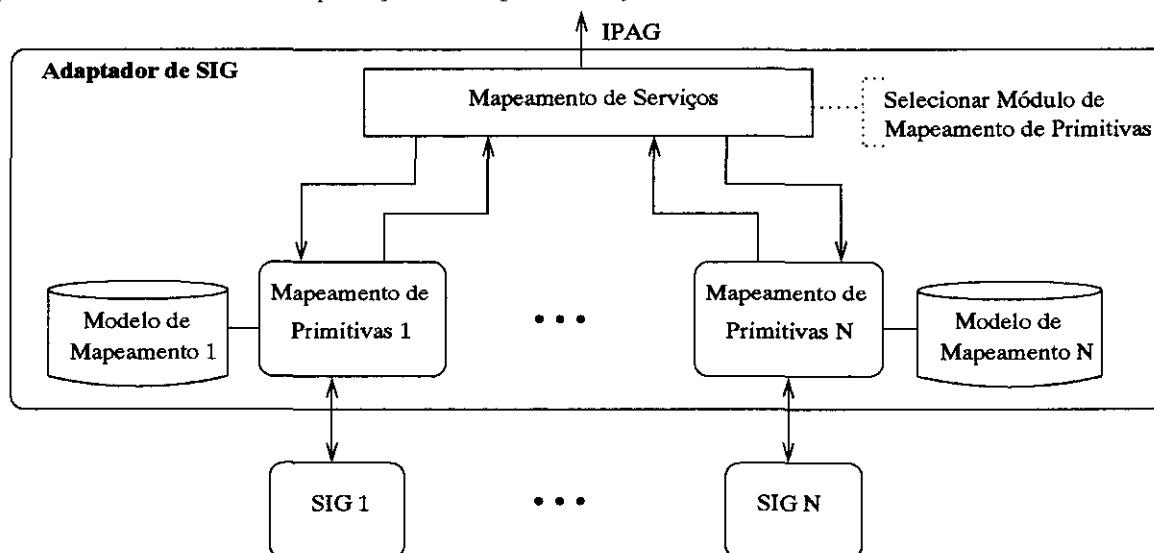 IPAG
Adaptador de SIG
Mapeamento de Serviços
Selecionar Módulo de
Mapeamento de Primitivas
Mapeamento de
Primitivas 1
Mapeamento de
Primitivas N
Modelo de
Mapeamento 1
Modelo de
Mapeamento N
SIG 1
SIG N